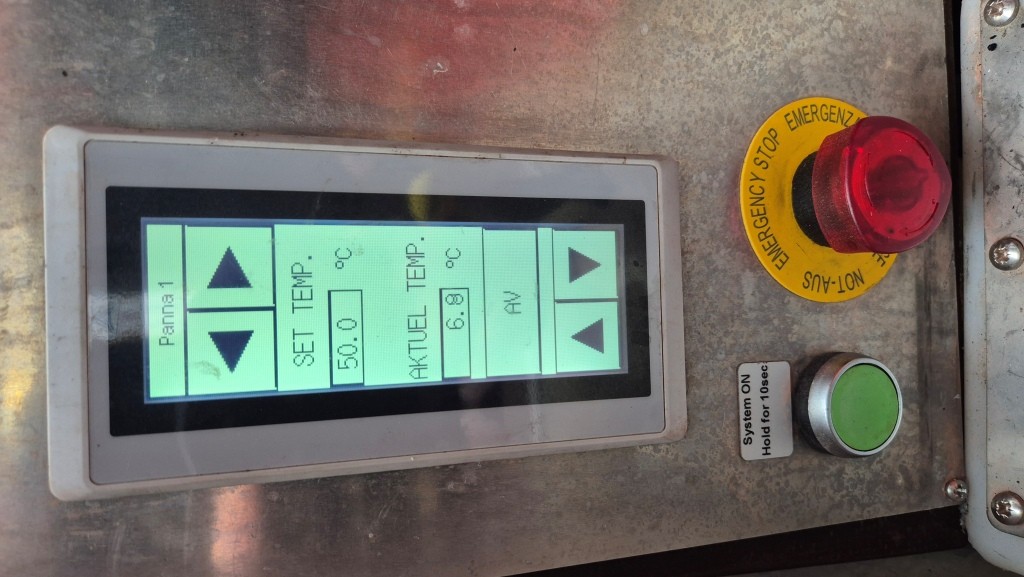 Panna 1
SET TEMP.
50.0 °C
AKTUEL TEMP.
6.8 °C
AV
EMERGENCY STOP
NOT-AUS
System ON
Hold for 10sec